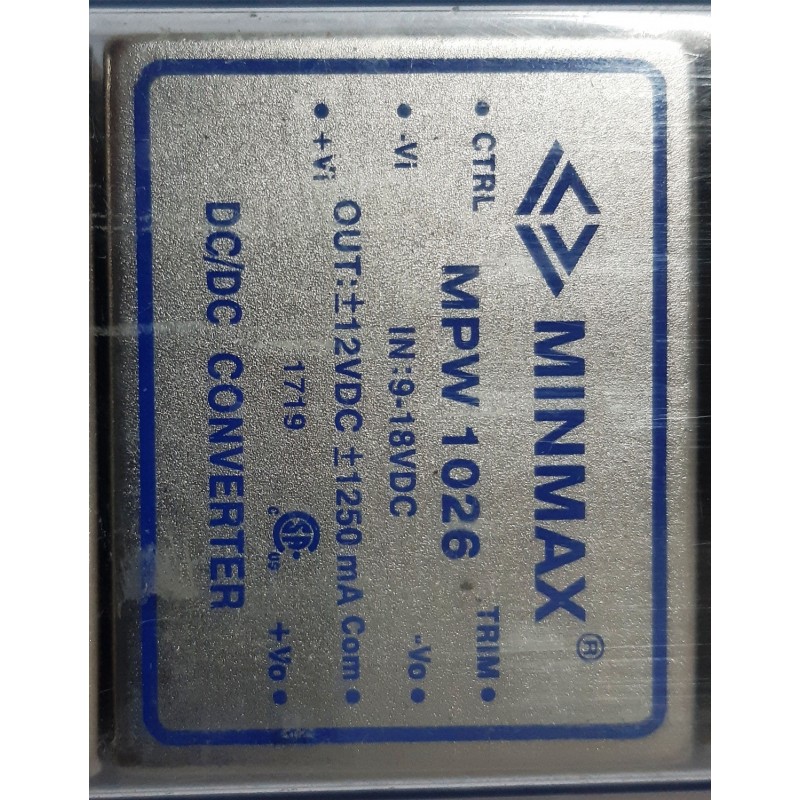 MINMAX ®
CTRL TRIM
MPW 1026
-Vi IN:9-18VDC -Vo
OUT:±12VDC ±1250 mA Com
+Vi 1719 +Vo
DC/DC CONVERTER